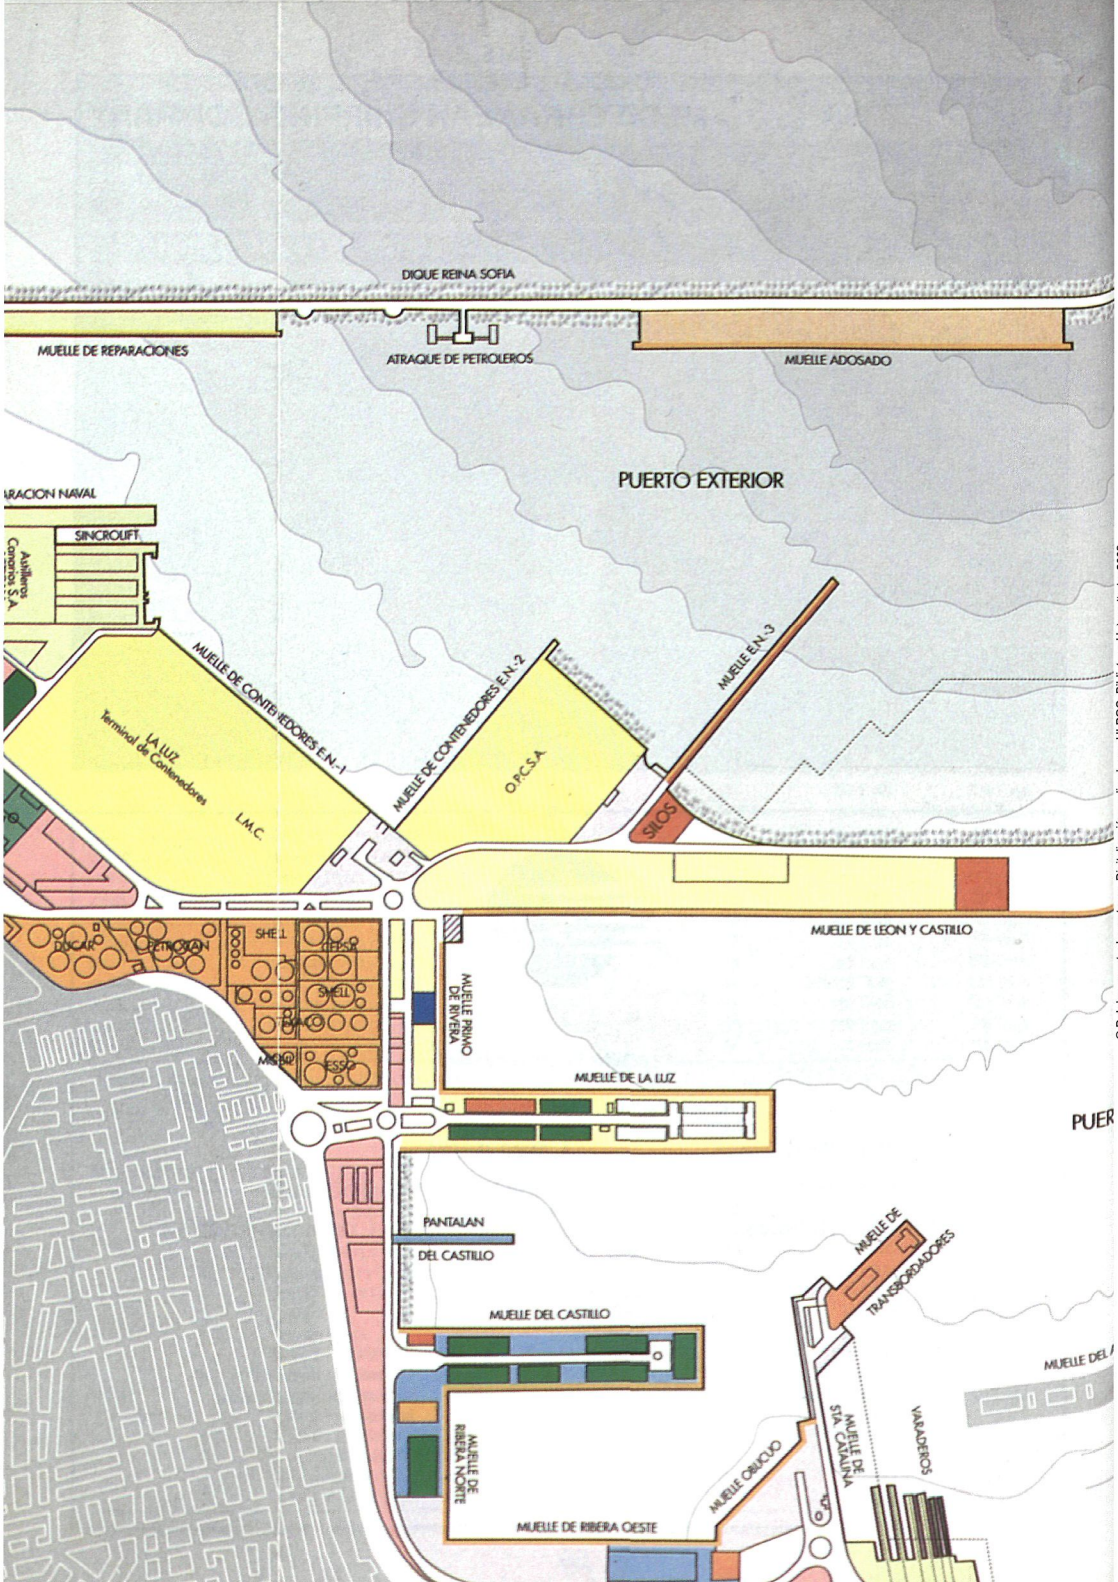 DIQUE REINA SOFIA
MUELLE DE REPARACIONES
ATRAQUE DE PETROLEROS
MUELLE ADOSADO
PUERTO EXTERIOR
ARACION NAVAL
SINCROLIFT
Astilleros
Canarios S.A.
MUELLE DE CONTENEDORES E.N.-1
MUELLE DE CONTENEDORES E.N.-2
MUELLE E.N.-3
LA LUZ
Terminal de Contenedores
L.M.C.
O.P.C.S.A.
SILOS
MUELLE DE LEON Y CASTILLO
DUCAR
PETROCAN
SHELL
CEPSA
SHELL
TEXACO
MOBIL
ESSO
MUELLE PRIMO
DE RIVERA
MUELLE DE LA LUZ
PUER
PANTALAN
DEL CASTILLO
MUELLE DE
TRANSBORDADORES
MUELLE DEL CASTILLO
MUELLE DEL A
MUELLE DE
RIBERA NORTE
MUELLE OBLICUO
MUELLE DE
STA. CATALINA
VARADEROS
MUELLE DE RIBERA OESTE